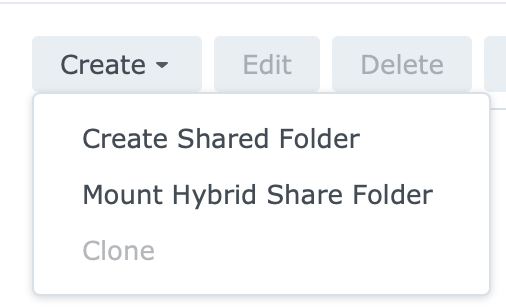 Create Edit Delete
Create Shared Folder
Mount Hybrid Share Folder
Clone